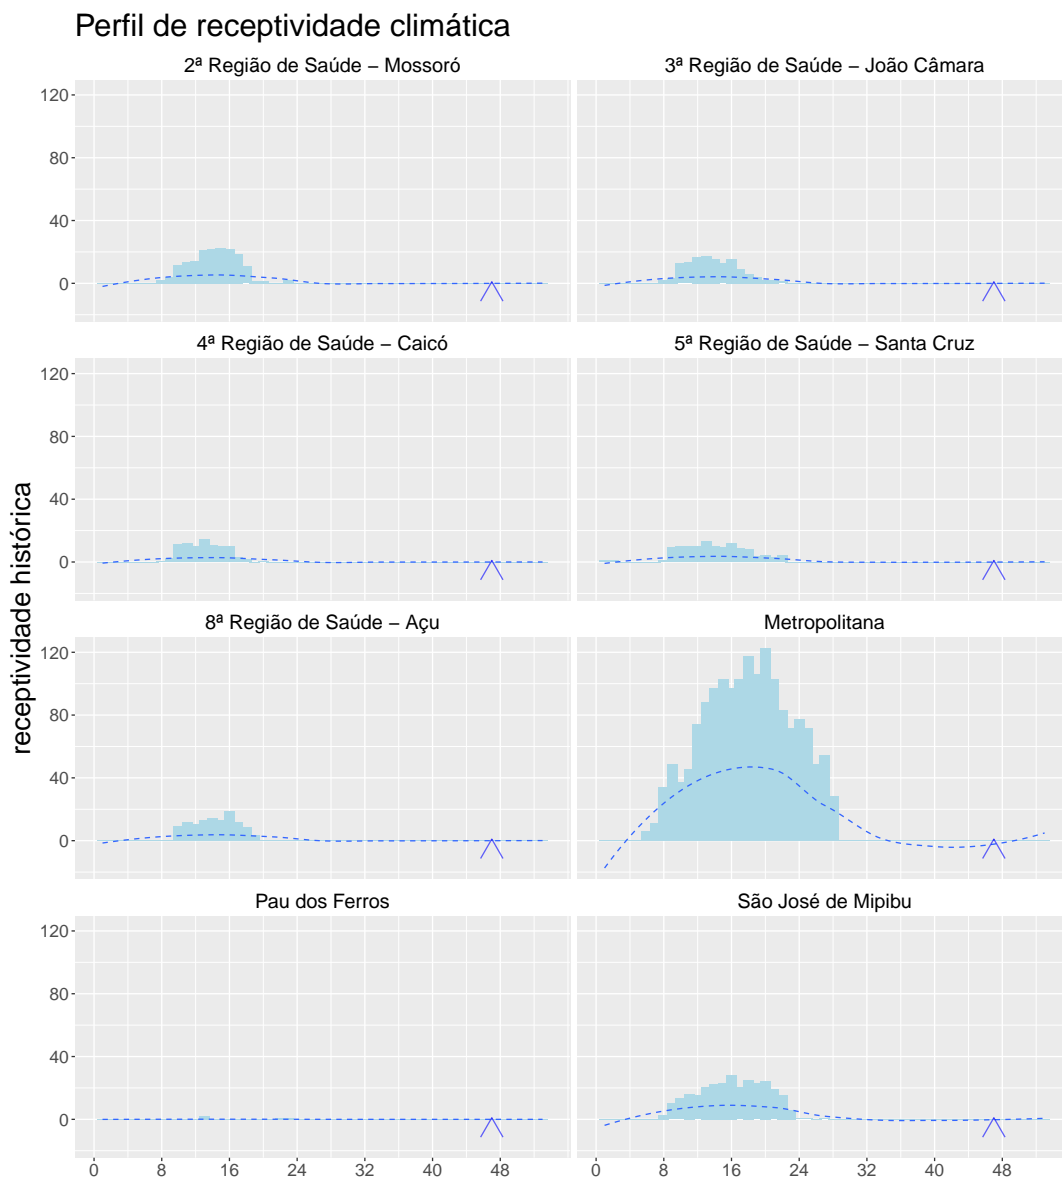 Perfil de receptividade climática
2ª Região de Saúde − Mossoró
3ª Região de Saúde − João Câmara
120
80
40
0
4ª Região de Saúde − Caicó
5ª Região de Saúde − Santa Cruz
120
80
40
0
receptividade histórica
8ª Região de Saúde − Açu
Metropolitana
120
80
40
0
Pau dos Ferros
São José de Mipibu
120
80
40
0
0 8 16 24 32 40 48
0 8 16 24 32 40 48